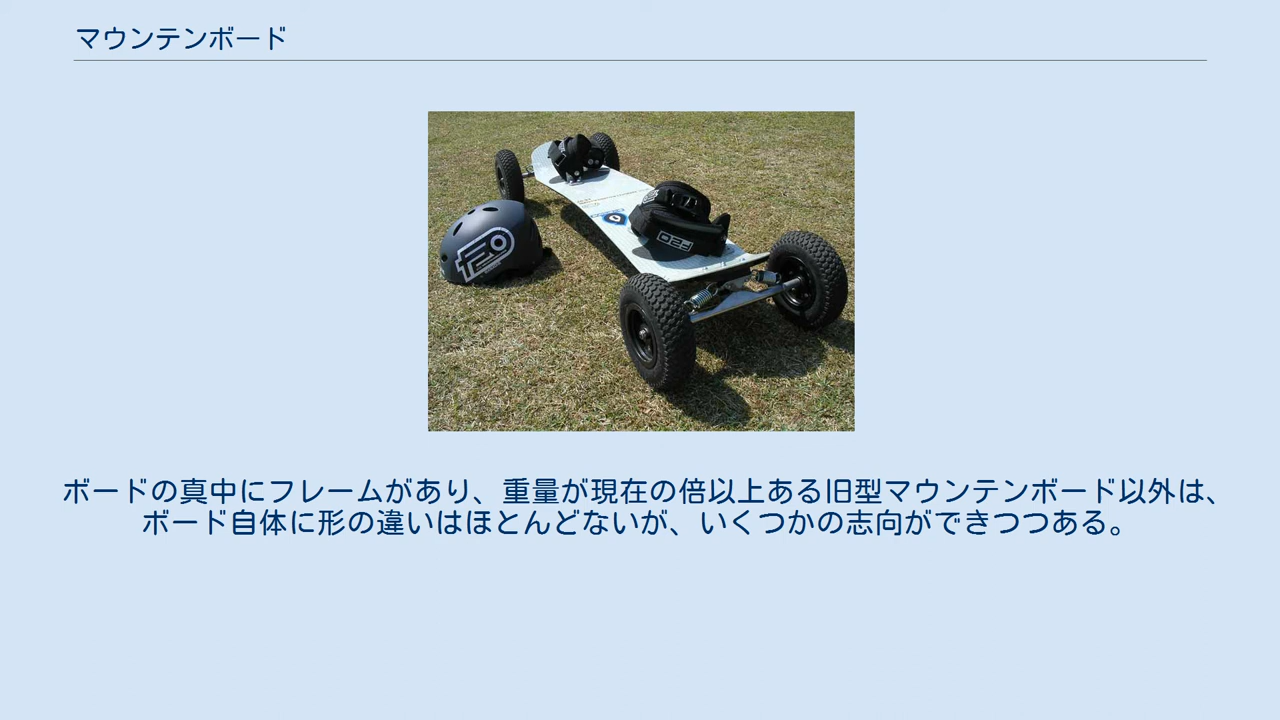 マウンテンボード
ボードの真中にフレームがあり、重量が現在の倍以上ある旧型マウンテンボード以外は、
ボード自体に形の違いはほとんどないが、いくつかの志向ができつつある。